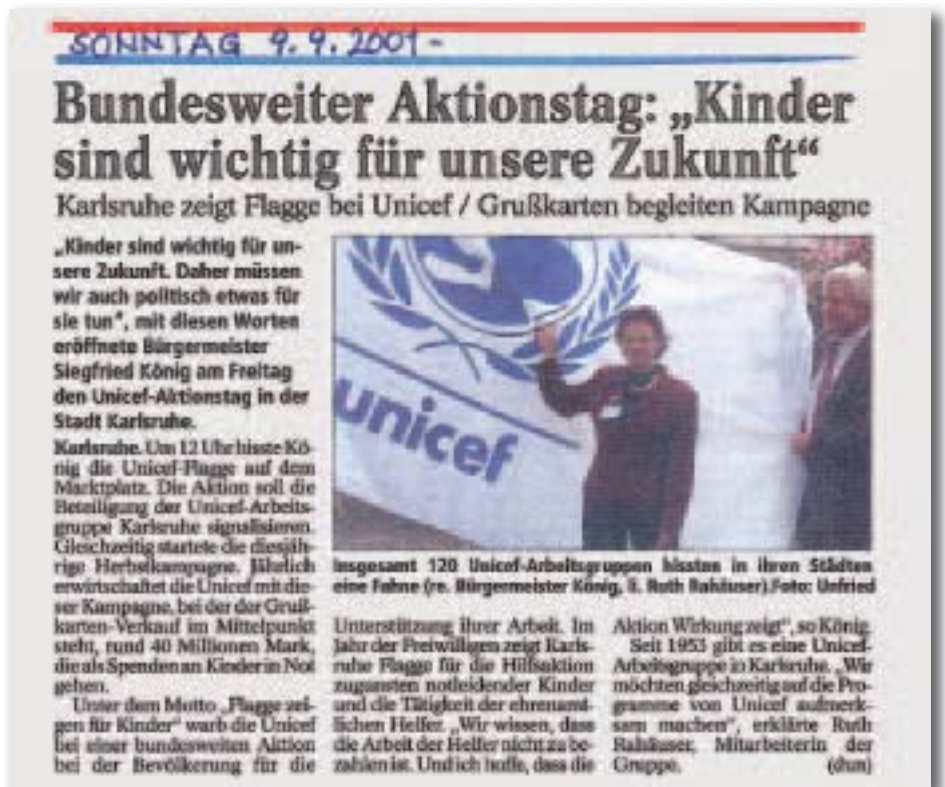 SONNTAG 9.9.2001-
Bundesweiter Aktionstag: „Kinder
sind wichtig für unsere Zukunft“
Karlsruhe zeigt Flagge bei Unicef / Grußkarten begleiten Kampagne
„Kinder sind wichtig für un-
sere Zukunft. Daher müssen
wir auch politisch etwas für
sie tun“, mit diesen Worten
eröffnete Bürgermeister
Siegfried König am Freitag
den Unicef-Aktionstag in der
Stadt Karlsruhe.
Karlsruhe. Um 12 Uhr hisste Kö-
nig die Unicef-Flagge auf dem
Marktplatz. Die Aktion soll die
Beteiligung der Unicef-Arbeits-
gruppe Karlsruhe signalisieren.
Gleichzeitig startete die diesjäh-
rige Herbstkampagne. Jährlich
erwirtschaftet die Unicef mit die-
ser Kampagne, bei der der Gruß-
karten-Verkauf im Mittelpunkt
steht, rund 40 Millionen Mark,
die als Spenden an Kinder in Not
gehen.
Unter dem Motto „Flagge zei-
gen für Kinder“ warb die Unicef
bei einer bundesweiten Aktion
bei der Bevölkerung für die
unicef
Insgesamt 120 Unicef-Arbeitsgruppen hissten in ihren Städten
eine Fahne (re. Bürgermeister König, li. Ruth Rahäuser).Foto: Unfried
Unterstützung ihrer Arbeit. Im
Jahr der Freiwilligen zeigt Karls-
ruhe Flagge für die Hilfsaktion
zugunsten notleidender Kinder
und die Tätigkeit der ehrenamt-
lichen Helfer. „Wir wissen, dass
die Arbeit der Helfer nicht zu be-
zahlen ist. Und ich hoffe, dass die
Aktion Wirkung zeigt“, so König.
Seit 1953 gibt es eine Unicef-
Arbeitsgruppe in Karlsruhe. „Wir
möchten gleichzeitig auf die Pro-
gramme von Unicef aufmerk-
sam machen“, erklärte Ruth
Rahäuser, Mitarbeiterin der
Gruppe. (dun)